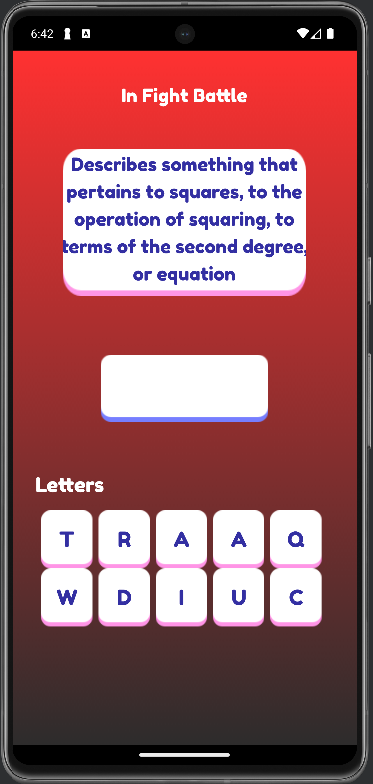 6:42 A
In Fight Battle
Describes something that
pertains to squares, to the
operation of squaring, to
terms of the second degree,
or equation
Letters
T R A A Q
W D I U C